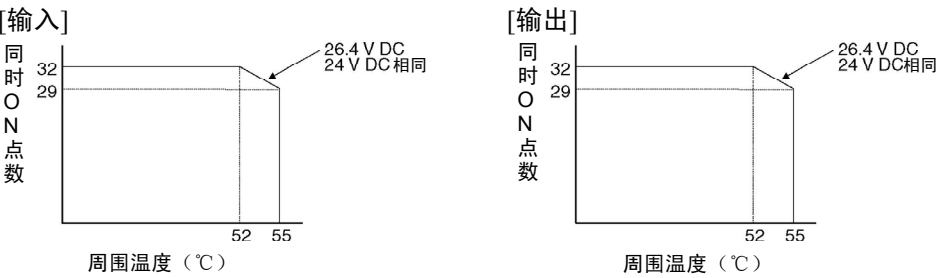 [输入]
同时ON点数
32
29
26.4 V DC
24 V DC相同
52 55
周围温度（℃）
[输出]
同时ON点数
32
29
26.4 V DC
24 V DC相同
52 55
周围温度（℃）